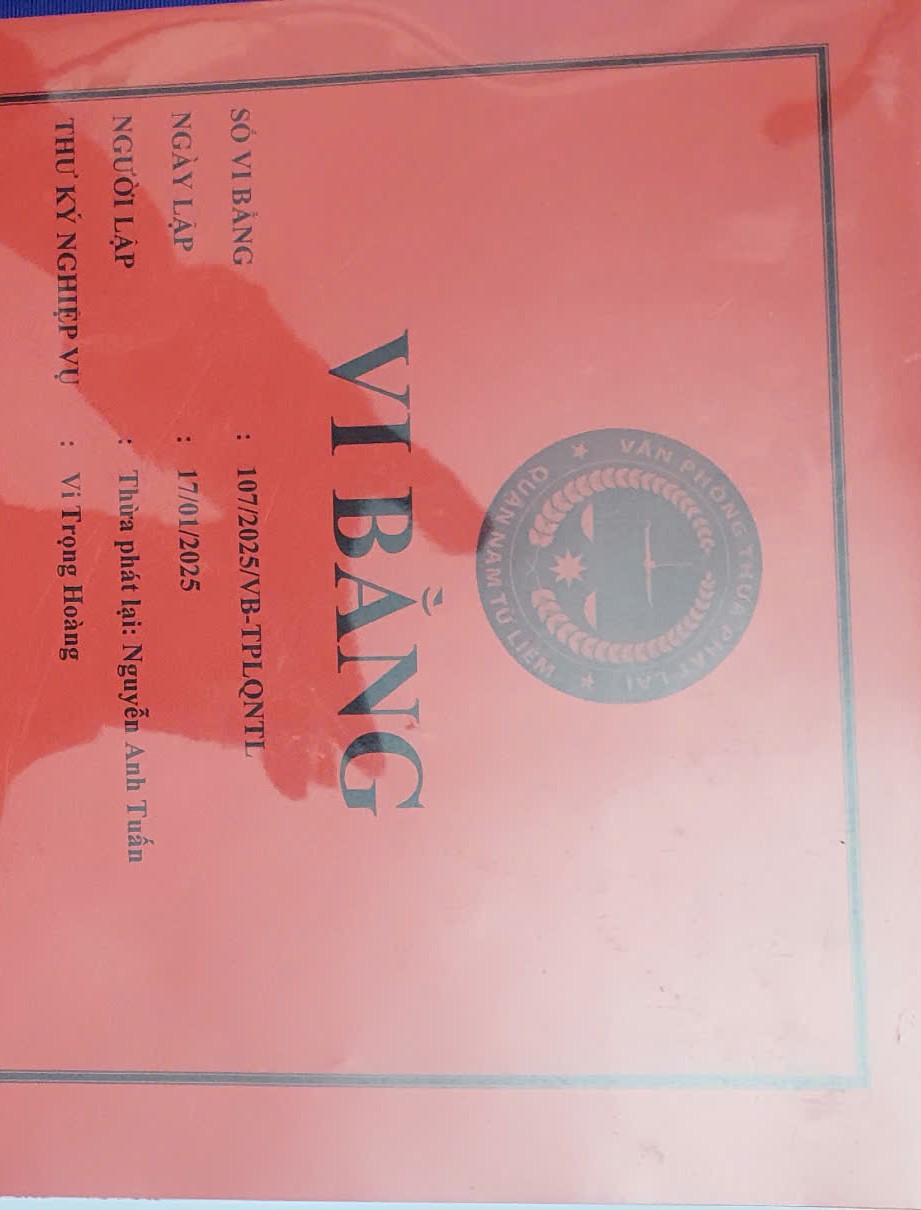 VĂN PHÒNG THỪA PHÁT LẠI
QUẬN NAM TỪ LIÊM
VI BẰNG
SỐ VI BẰNG : 107/2025/VB-TPLQNTL
NGÀY LẬP : 17/01/2025
NGƯỜI LẬP : Thừa phát lại: Nguyễn Anh Tuấn
THƯ KÝ NGHIỆP VỤ : Vi Trọng Hoàng